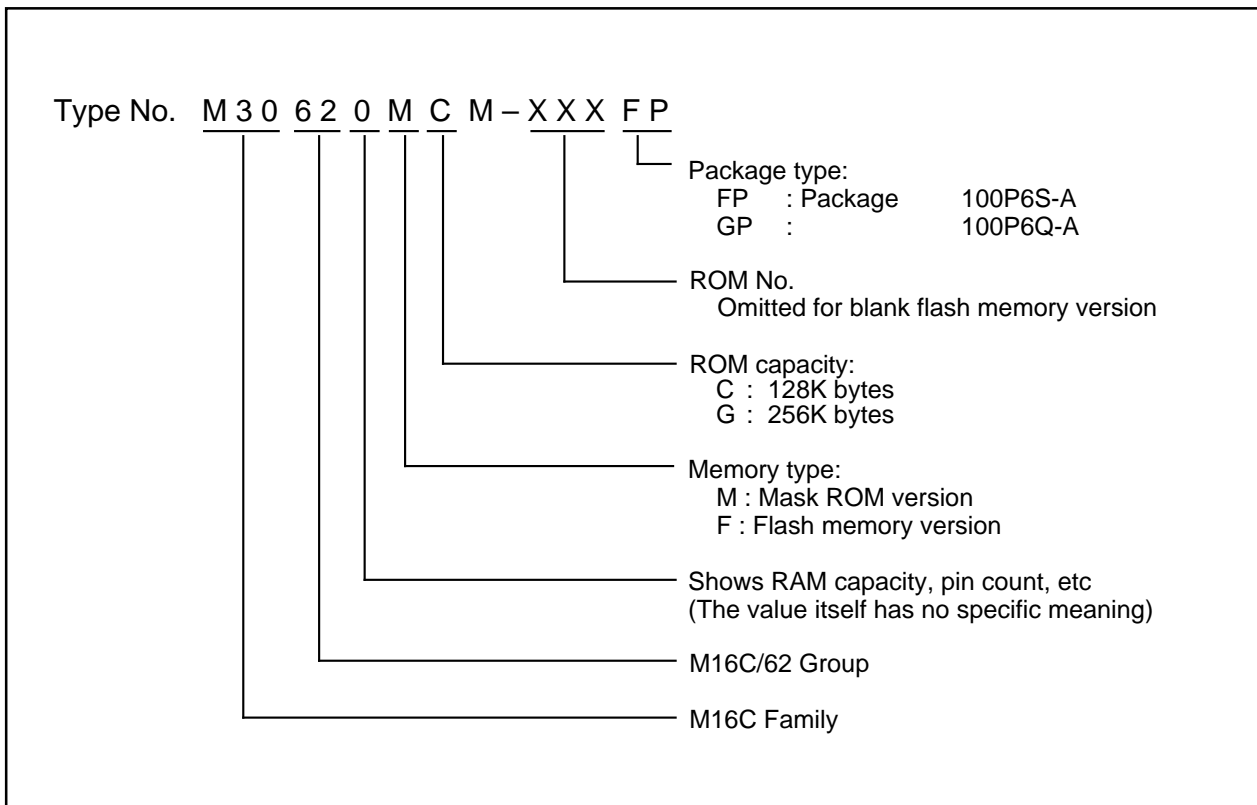 Type No. M 3 0 6 2 0 M C M – X X X F P
Package type:
FP : Package 100P6S-A
GP : 100P6Q-A
ROM No.
Omitted for blank flash memory version
ROM capacity:
C : 128K bytes
G : 256K bytes
Memory type:
M : Mask ROM version
F : Flash memory version
Shows RAM capacity, pin count, etc
(The value itself has no specific meaning)
M16C/62 Group
M16C Family